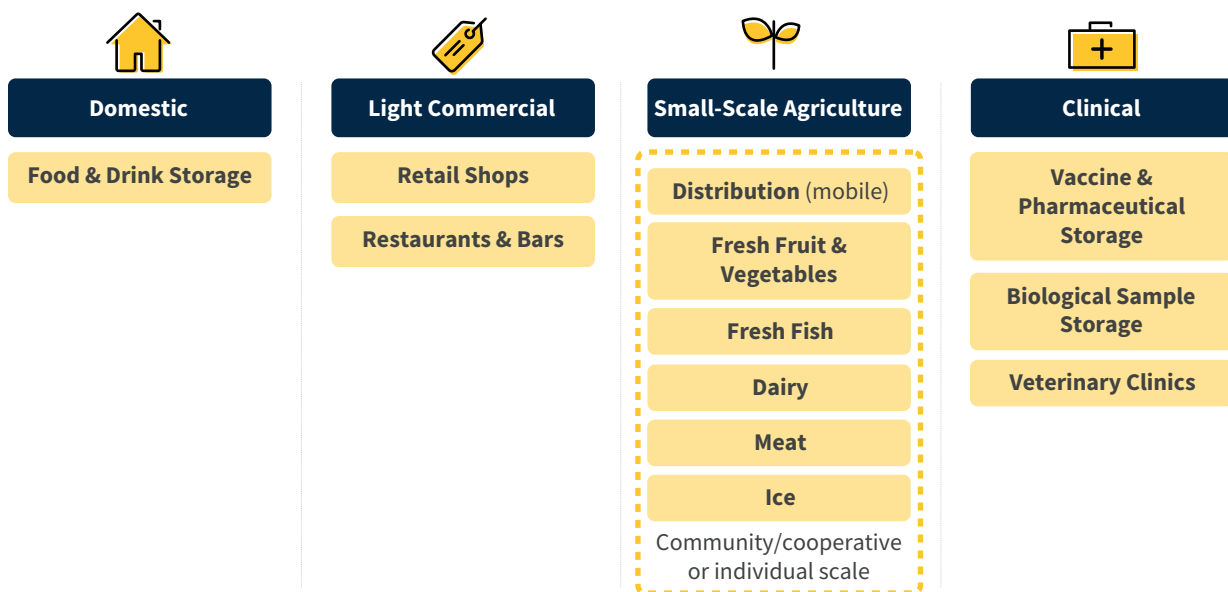 Domestic
Food & Drink Storage
Light Commercial
Retail Shops
Restaurants & Bars
Small-Scale Agriculture
Distribution (mobile)
Fresh Fruit &
Vegetables
Fresh Fish
Dairy
Meat
Ice
Community/cooperative
or individual scale
Clinical
Vaccine &
Pharmaceutical
Storage
Biological Sample
Storage
Veterinary Clinics